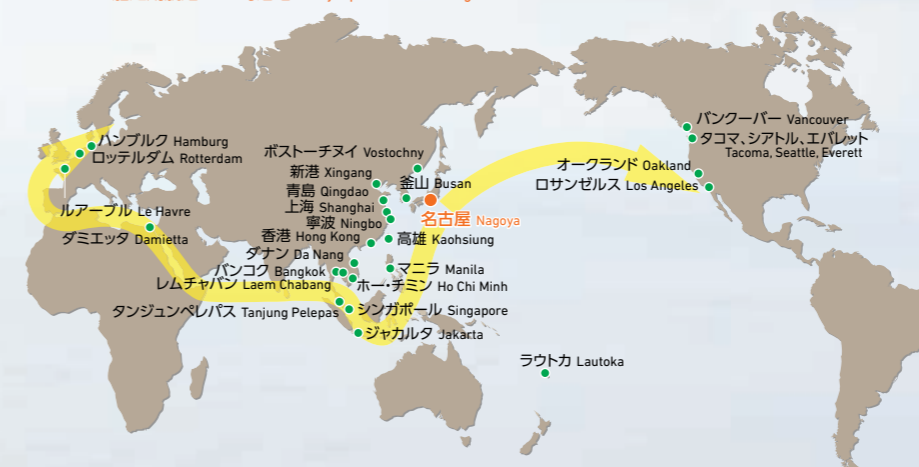 ハンブルク Hamburg
ロッテルダム Rotterdam
ルアーブル Le Havre
ダミエッタ Damietta
ボストーチヌイ Vostochny
新港 Xingang
釜山 Busan
青島 Qingdao
上海 Shanghai
寧波 Ningbo
名古屋 Nagoya
香港 Hong Kong
高雄 Kaohsiung
ダナン Da Nang
バンコク Bangkok
マニラ Manila
レムチャバン Laem Chabang
ホー・チミン Ho Chi Minh
タンジュンペレパス Tanjung Pelepas
シンガポール Singapore
ジャカルタ Jakarta
バンクーバー Vancouver
タコマ、シアトル、エバレット
Tacoma, Seattle, Everett
オークランド Oakland
ロサンゼルス Los Angeles
ラウトカ Lautoka